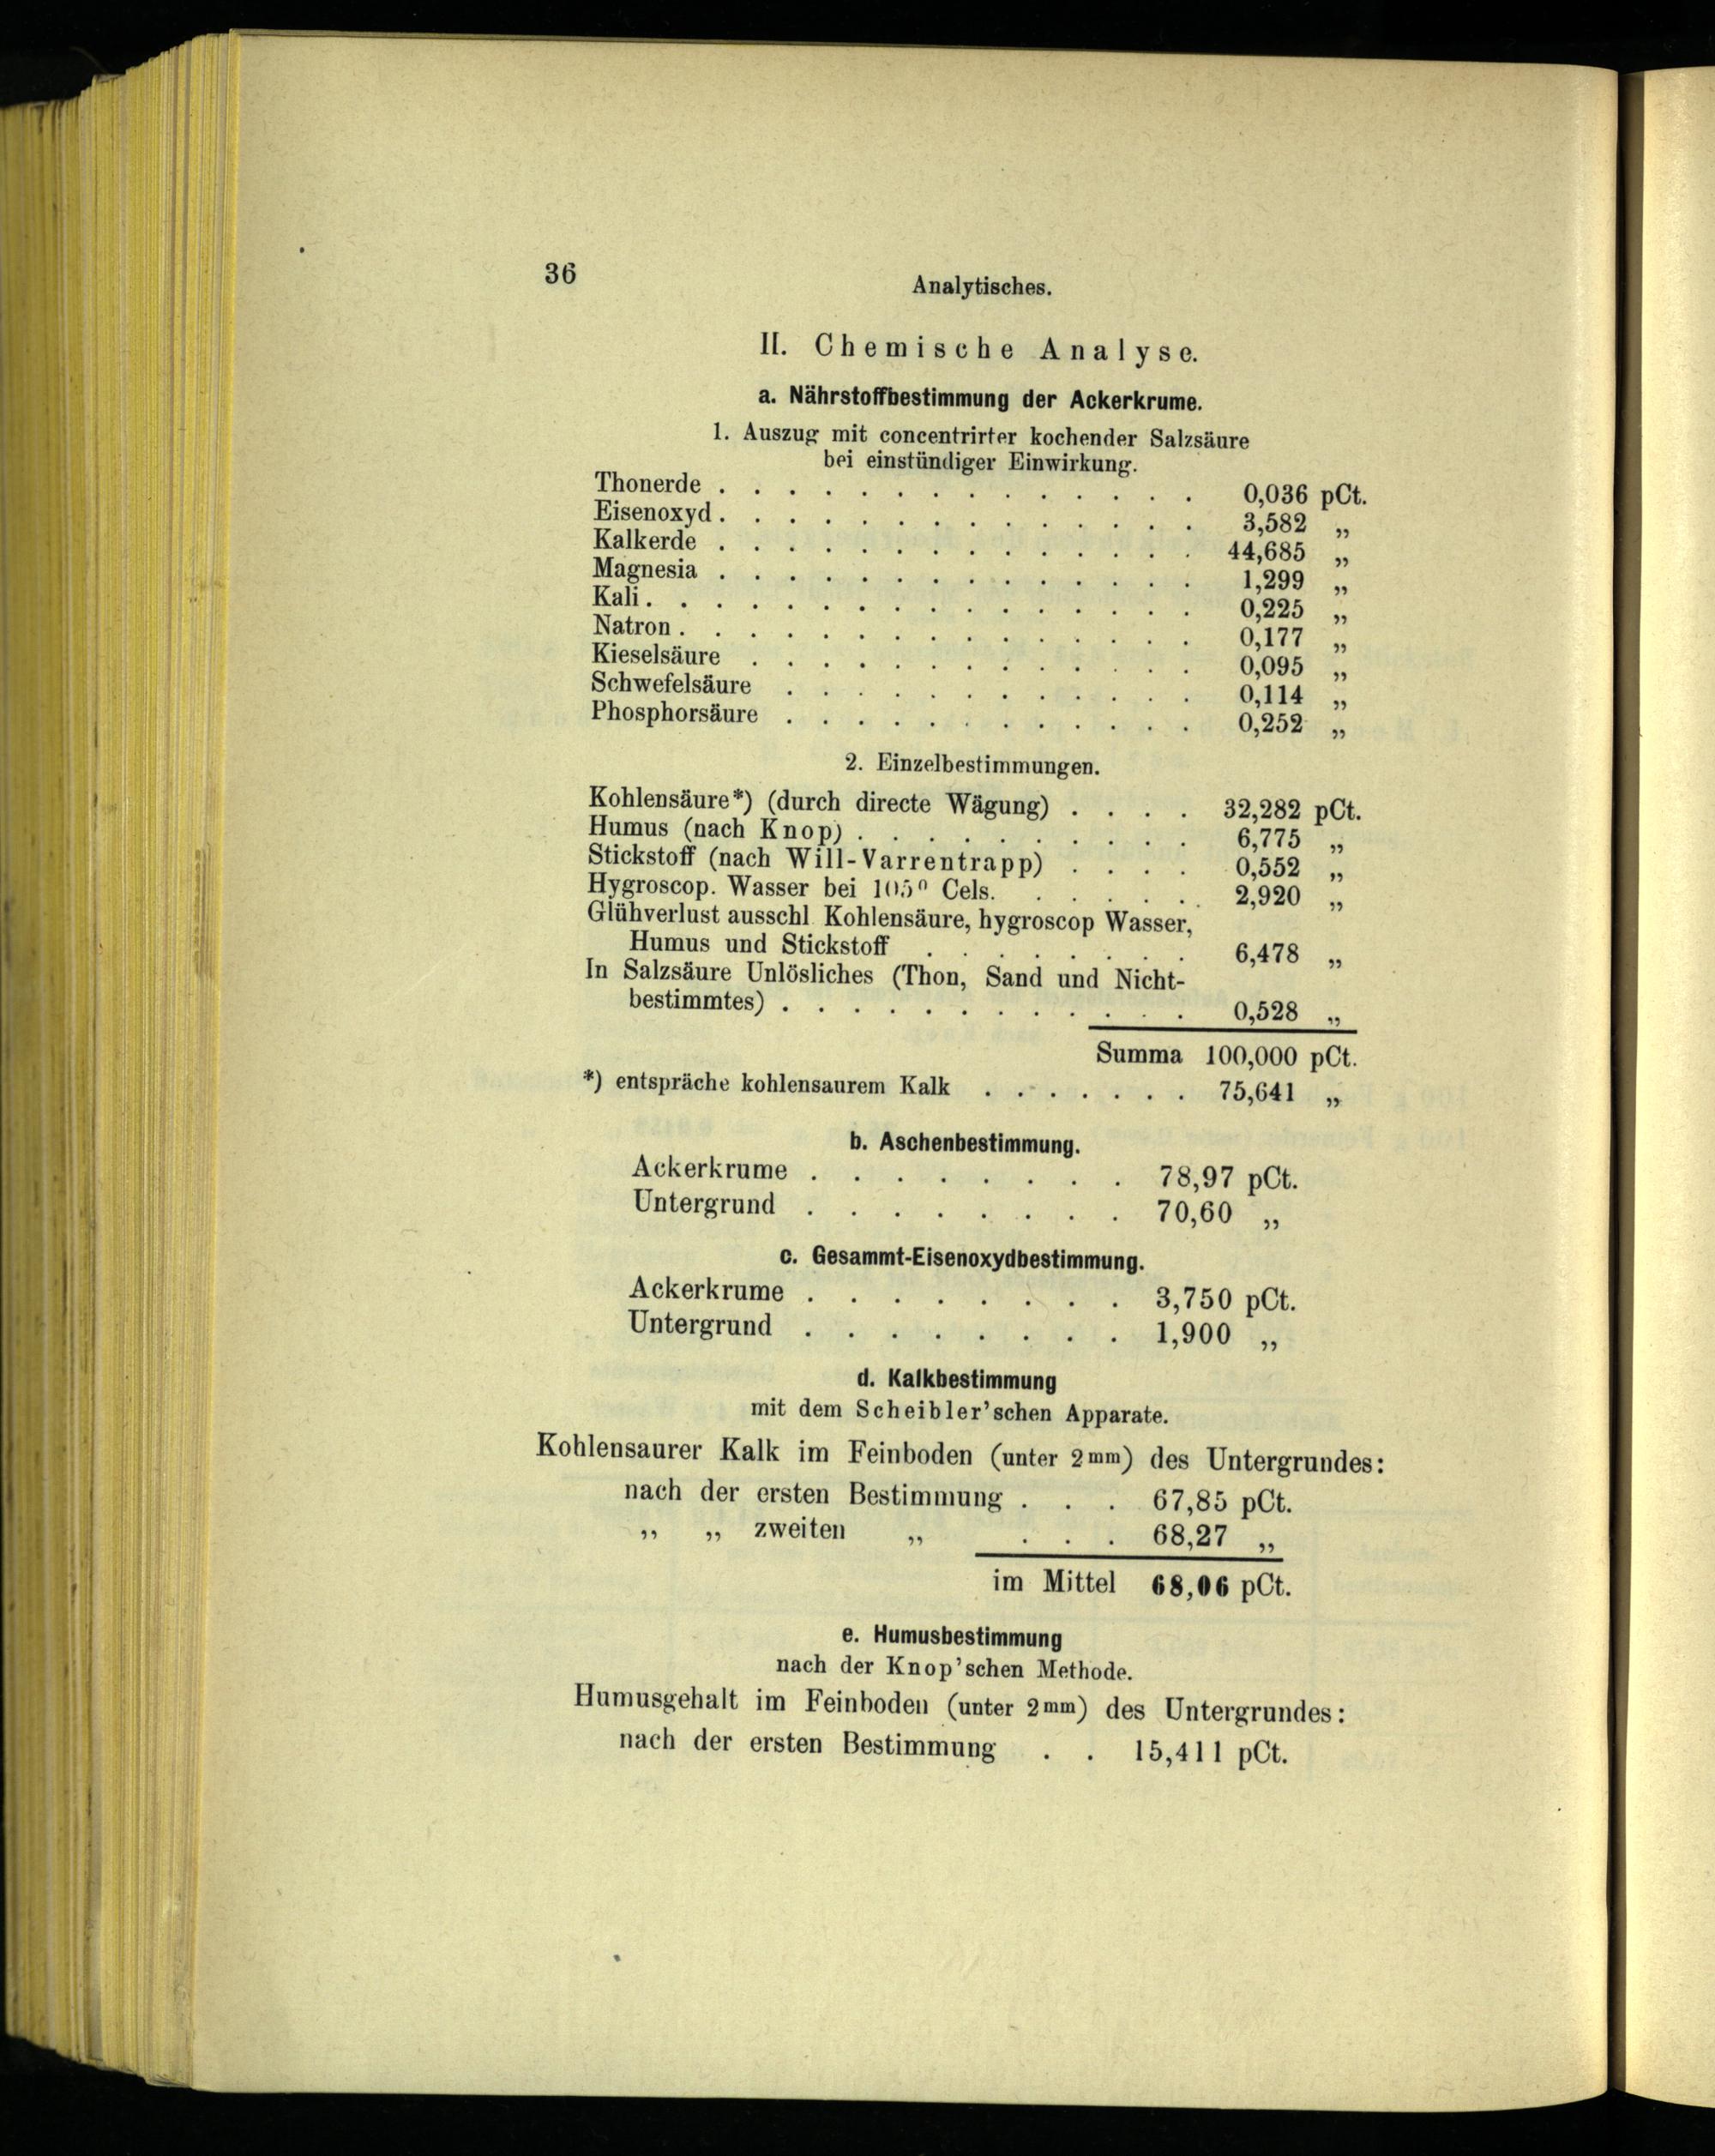 36
Analytisches.
II. Chemische Analyse.
a. Nährstoffbestimmung der Ackerkrume.
1. Auszug mit concentrirter kochender Salzsäure
bei einstündiger Einwirkung.
Thonerde . . . . . . . . . . . . . . 0,036 pCt.
Eisenoxyd . . . . . . . . . . . . . . 3,582 „
Kalkerde . . . . . . . . . . . . . . 44,685 „
Magnesia . . . . . . . . . . . . . . 1,299 „
Kali . . . . . . . . . . . . . . . . 0,225 „
Natron . . . . . . . . . . . . . . . 0,177 „
Kieselsäure . . . . . . . . . . . . . 0,095 „
Schwefelsäure . . . . . . . . . . . . 0,114 „
Phosphorsäure . . . . . . . . . . . . 0,252 „
2. Einzelbestimmungen.
Kohlensäure*) (durch directe Wägung) . . . . 32,282 pCt.
Humus (nach Knop) . . . . . . . . . . 6,775 „
Stickstoff (nach Will-Varrentrapp) . . . . 0,552 „
Hygroscop. Wasser bei 105° Cels. . . . . . . 2,920 „
Glühverlust ausschl Kohlensäure, hygroscop Wasser,
Humus und Stickstoff . . . . . . . . 6,478 „
In Salzsäure Unlösliches (Thon, Sand und Nicht-
bestimmtes) . . . . . . . . . . . . 0,528 „
Summa 100,000 pCt.
*) entspräche kohlensaurem Kalk . . . . . . . 75,641 „
b. Aschenbestimmung.
Ackerkrume . . . . . . . . 78,97 pCt.
Untergrund . . . . . . . . 70,60 „
c. Gesammt-Eisenoxydbestimmung.
Ackerkrume . . . . . . . . 3,750 pCt.
Untergrund . . . . . . . . 1,900 „
d. Kalkbestimmung
mit dem Scheibler'schen Apparate.
Kohlensaurer Kalk im Feinboden (unter 2mm) des Untergrundes:
nach der ersten Bestimmung . . . 67,85 pCt.
„ „ zweiten „ . . . 68,27 „
im Mittel 68,06 pCt.
e. Humusbestimmung
nach der Knop'schen Methode.
Humusgehalt im Feinboden (unter 2mm) des Untergrundes:
nach der ersten Bestimmung . . 15,411 pCt.